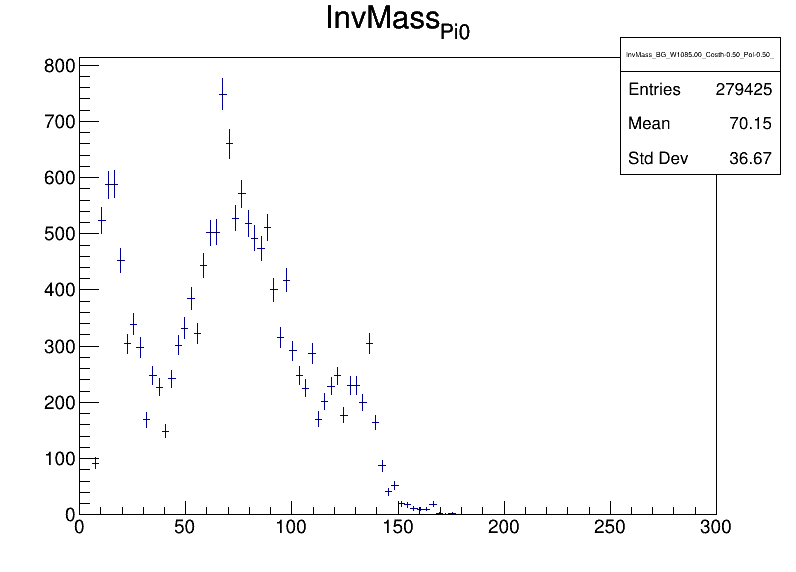 InvMass_Pi0
InvMass_BG_W1085.00_Costh-0.50_Pol-0.50_
Entries 279425
Mean 70.15
Std Dev 36.67
800
700
600
500
400
300
200
100
0
0 50 100 150 200 250 300